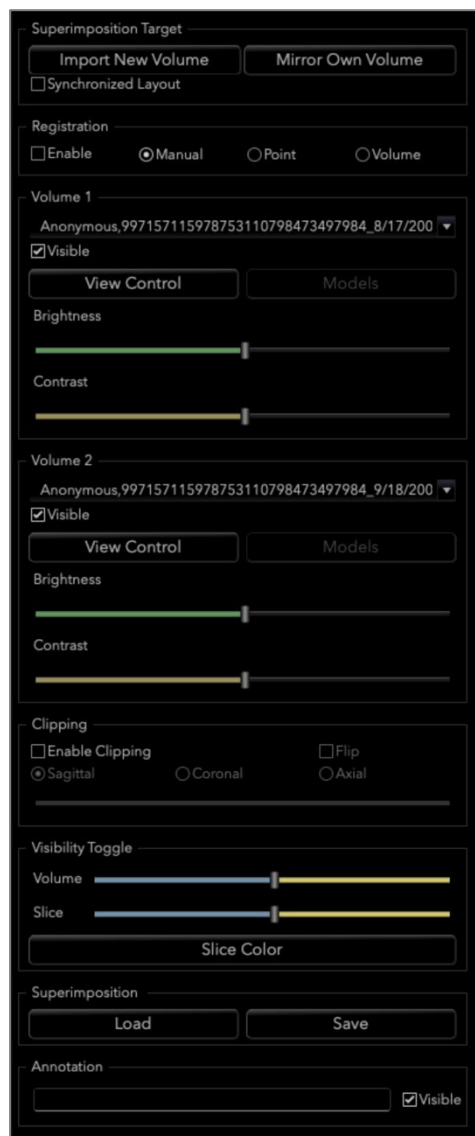 Superimposition Target
Import New Volume Mirror Own Volume
Synchronized Layout
Registration
Enable Manual Point Volume
Volume 1
Anonymous,99715711597875311079847349798​4_8/17/200
Visible
View Control Models
Brightness
Contrast
Volume 2
Anonymous,997157115978753110798473497984_9/18/200
Visible
View Control Models
Brightness
Contrast
Clipping
Enable Clipping Flip
Sagittal Coronal Axial
Visibility Toggle
Volume
Slice
Slice Color
Superimposition
Load Save
Annotation
Visible